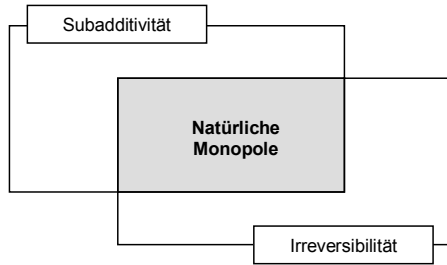 Subadditivität
Natürliche
Monopole
Irreversibilität